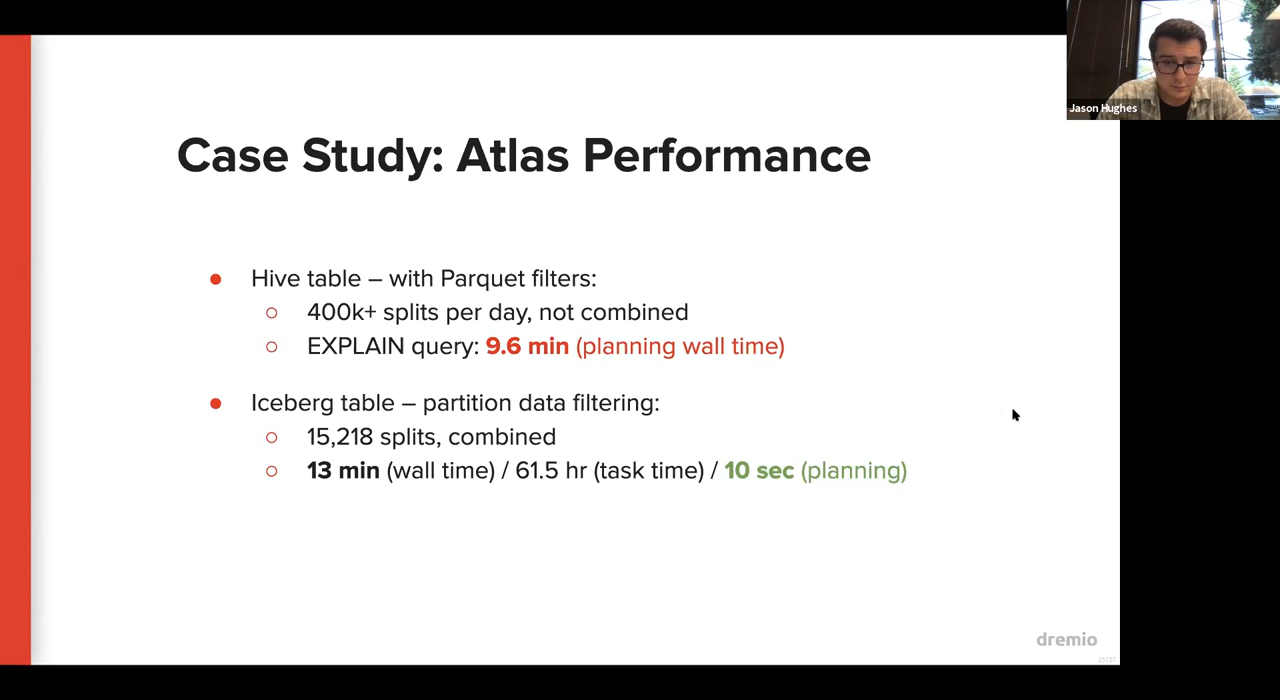 Jason Hughes
Case Study: Atlas Performance
● Hive table – with Parquet filters:
○ 400k+ splits per day, not combined
○ EXPLAIN query: 9.6 min (planning wall time)
● Iceberg table – partition data filtering:
○ 15,218 splits, combined
○ 13 min (wall time) / 61.5 hr (task time) / 10 sec (planning)
dremio